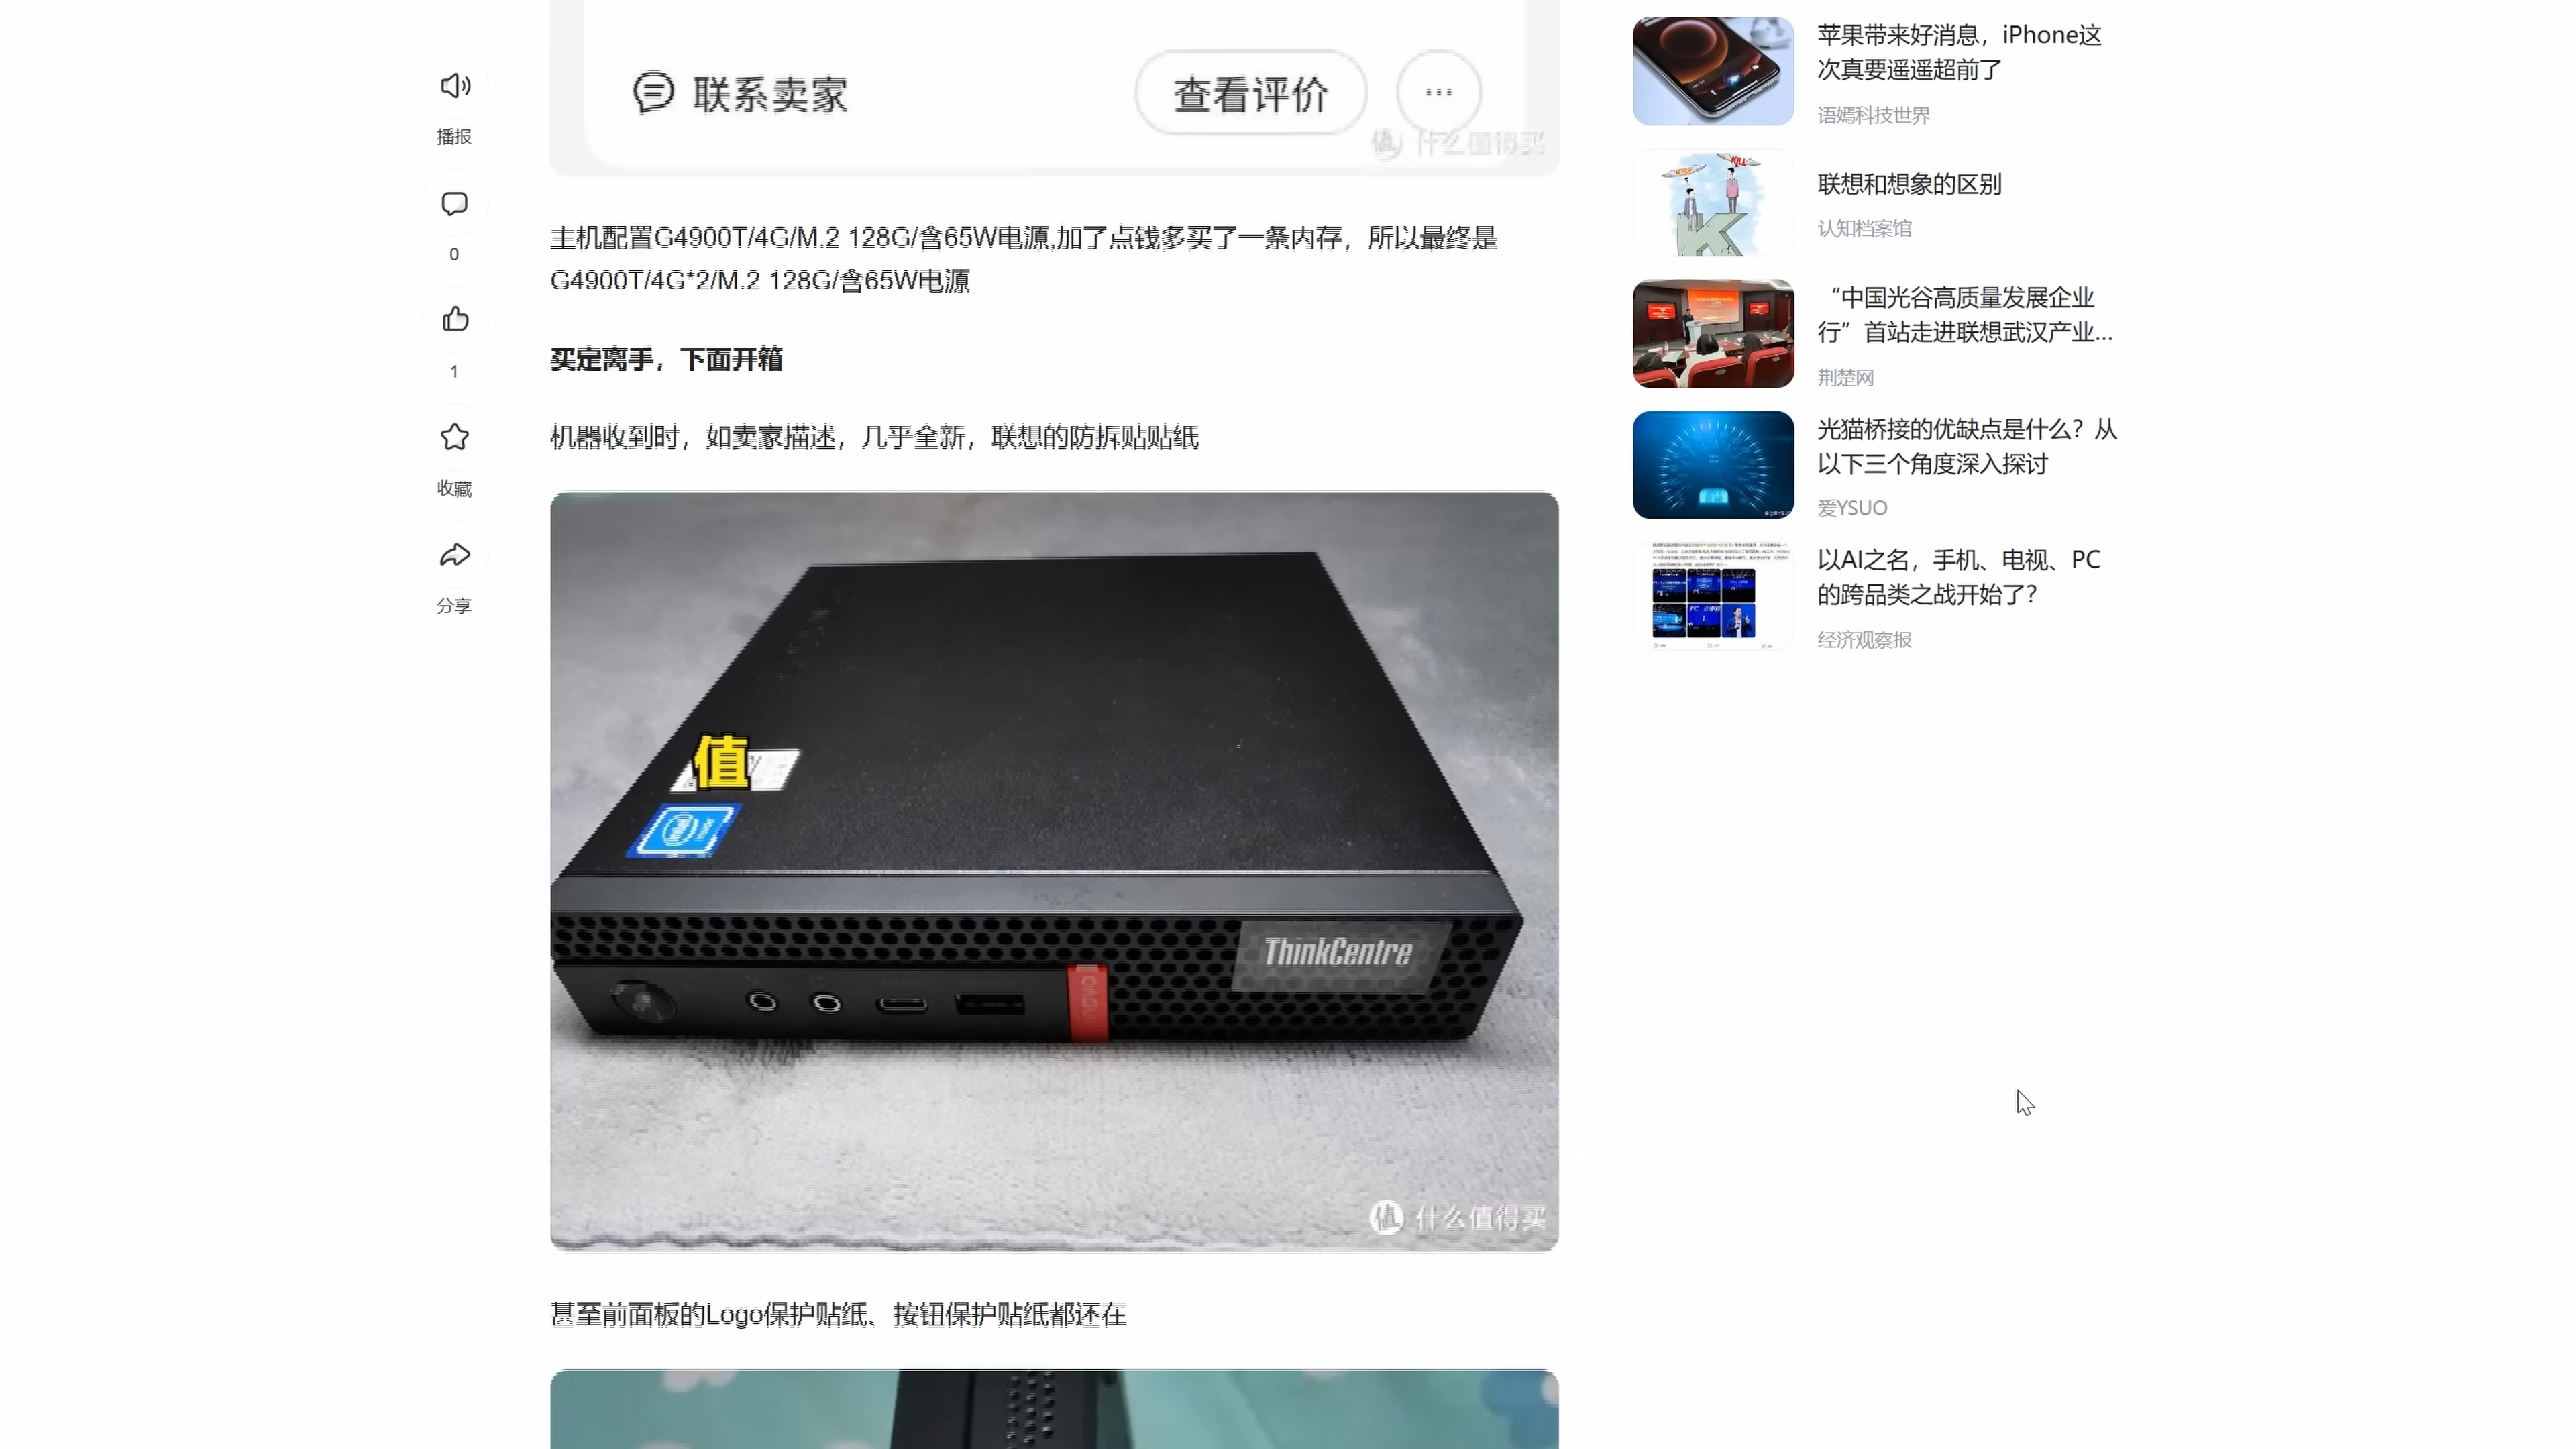 联系卖家
查看评价
值 什么值得买
播报
0
1
收藏
分享
主机配置G4900T/4G/M.2 128G/含65W电源,加了点钱多买了一条内存，所以最终是
G4900T/4G*2/M.2 128G/含65W电源
买定离手，下面开箱
机器收到时，如卖家描述，几乎全新，联想的防拆贴贴纸
值
intel
inside
ThinkCentre
值 什么值得买
甚至前面板的Logo保护贴纸、按钮保护贴纸都还在
苹果带来好消息，iPhone这
次真要遥遥超前了
语嫣科技世界
KISS
KILL
联想和想象的区别
认知档案馆
“中国光谷高质量发展企业
行”首站走进联想武汉产业...
荆楚网
光猫桥接的优缺点是什么？从
以下三个角度深入探讨
爱YSUO
以AI之名，手机、电视、PC
的跨品类之战开始了？
经济观察报